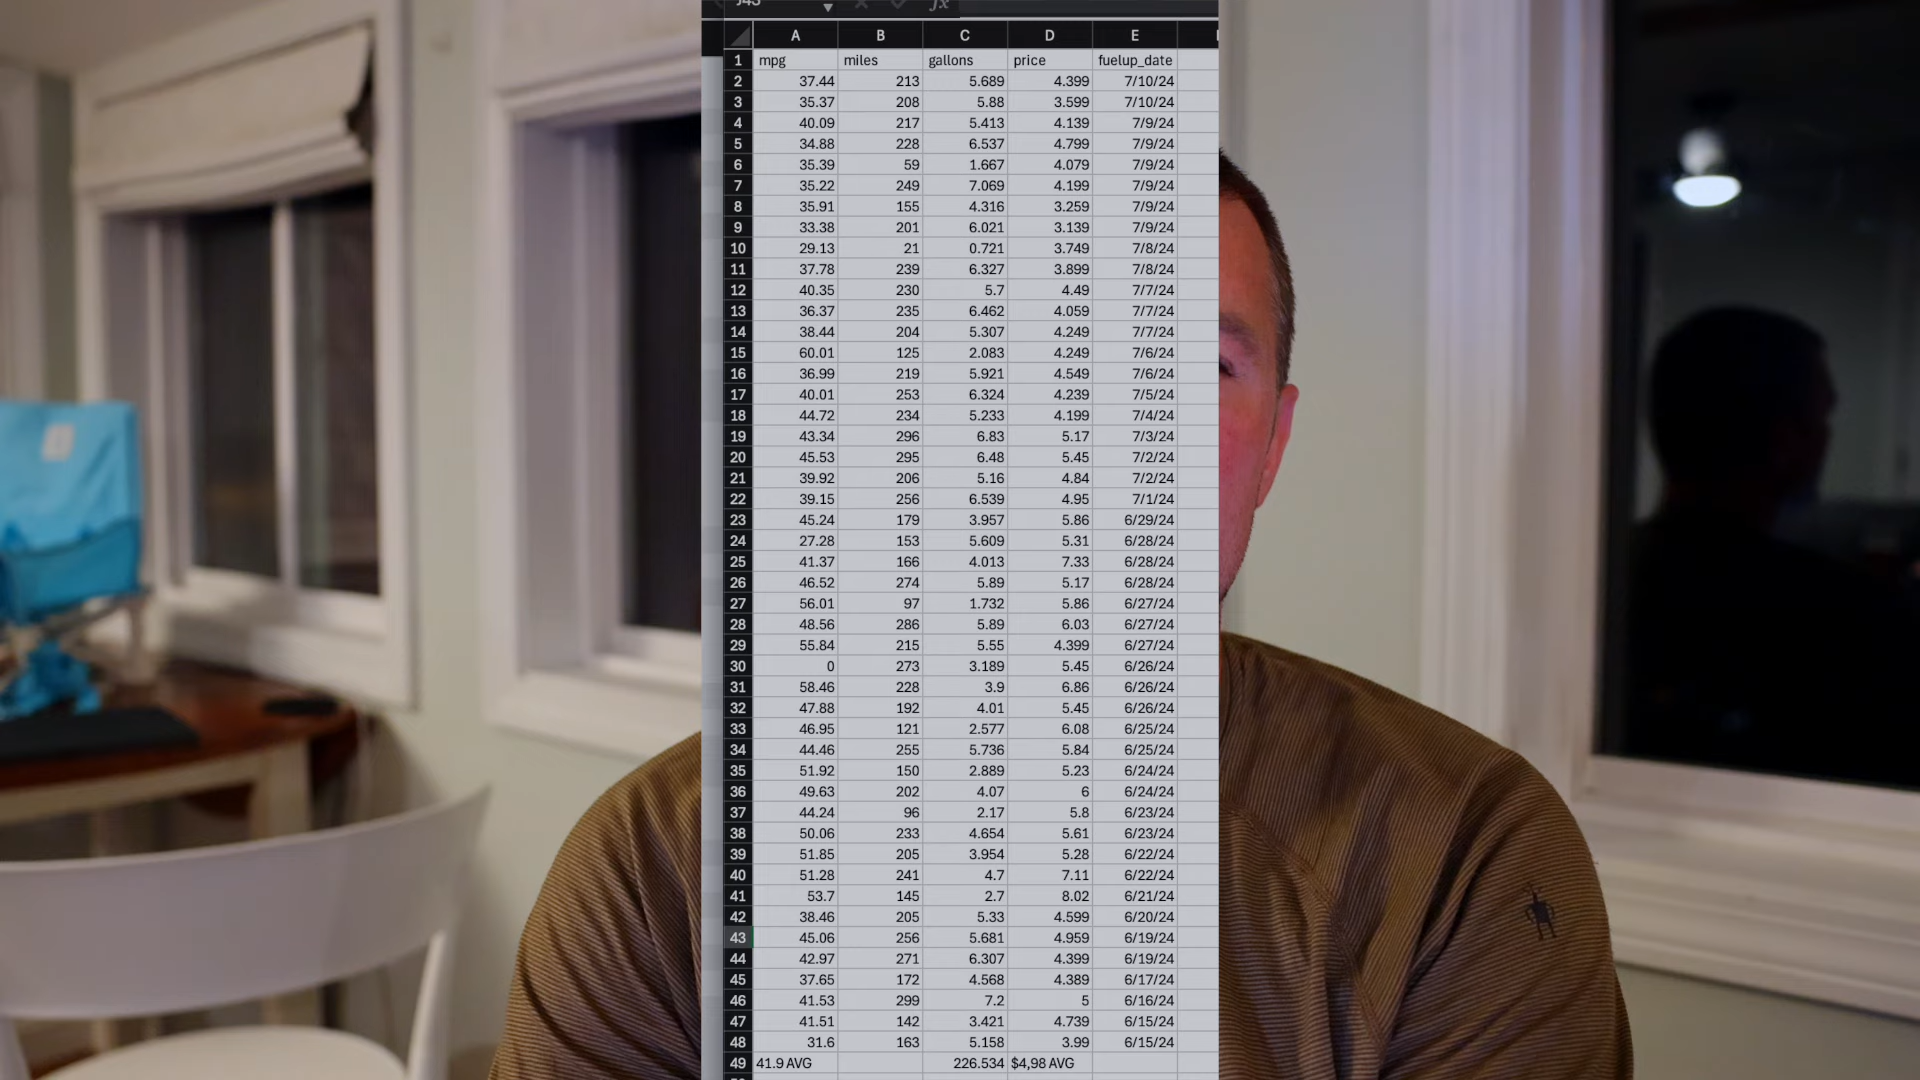 fx
A B C D E
1 mpg miles gallons price fuelup_date
2 37.44 213 5.689 4.399 7/10/24
3 35.37 208 5.88 3.599 7/10/24
4 40.09 217 5.413 4.139 7/9/24
5 34.88 228 6.537 4.799 7/9/24
6 35.39 59 1.667 4.079 7/9/24
7 35.22 249 7.069 4.199 7/9/24
8 35.91 155 4.316 3.259 7/9/24
9 33.38 201 6.021 3.139 7/9/24
10 29.13 21 0.721 3.749 7/8/24
11 37.78 239 6.327 3.899 7/8/24
12 40.35 230 5.7 4.49 7/7/24
13 36.37 235 6.462 4.059 7/7/24
14 38.44 204 5.307 4.249 7/7/24
15 60.01 125 2.083 4.249 7/6/24
16 36.99 219 5.921 4.549 7/6/24
17 40.01 253 6.324 4.239 7/5/24
18 44.72 234 5.233 4.199 7/4/24
19 43.34 296 6.83 5.17 7/3/24
20 45.53 295 6.48 5.45 7/2/24
21 39.92 206 5.16 4.84 7/2/24
22 39.15 256 6.539 4.95 7/1/24
23 45.24 179 3.957 5.86 6/29/24
24 27.28 153 5.609 5.31 6/28/24
25 41.37 166 4.013 7.33 6/28/24
26 46.52 274 5.89 5.17 6/28/24
27 56.01 97 1.732 5.86 6/27/24
28 48.56 286 5.89 6.03 6/27/24
29 55.84 215 5.55 4.399 6/27/24
30 0 273 3.189 5.45 6/26/24
31 58.46 228 3.9 6.86 6/26/24
32 47.88 192 4.01 5.45 6/26/24
33 46.95 121 2.577 6.08 6/25/24
34 44.46 255 5.736 5.84 6/25/24
35 51.92 150 2.889 5.23 6/24/24
36 49.63 202 4.07 6 6/24/24
37 44.24 96 2.17 5.8 6/23/24
38 50.06 233 4.654 5.61 6/23/24
39 51.85 205 3.954 5.28 6/22/24
40 51.28 241 4.7 7.11 6/22/24
41 53.7 145 2.7 8.02 6/21/24
42 38.46 205 5.33 4.599 6/20/24
43 45.06 256 5.681 4.959 6/19/24
44 42.97 271 6.307 4.399 6/19/24
45 37.65 172 4.568 4.389 6/17/24
46 41.53 299 7.2 5 6/16/24
47 41.51 142 3.421 4.739 6/15/24
48 31.6 163 5.158 3.99 6/15/24
49 41.9 AVG 226.534 $4,98 AVG